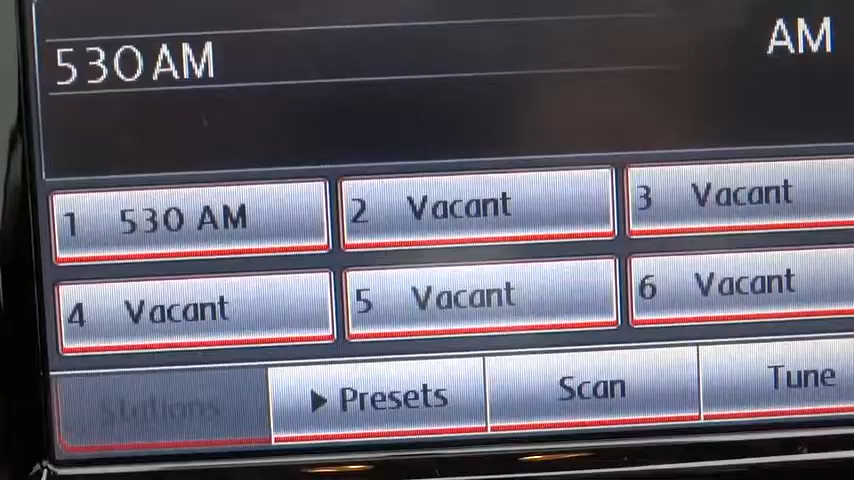 530 AM
AM
1 530 AM
2 Vacant
3 Vacant
4 Vacant
5 Vacant
6 Vacant
Stations
Presets
Scan
Tune